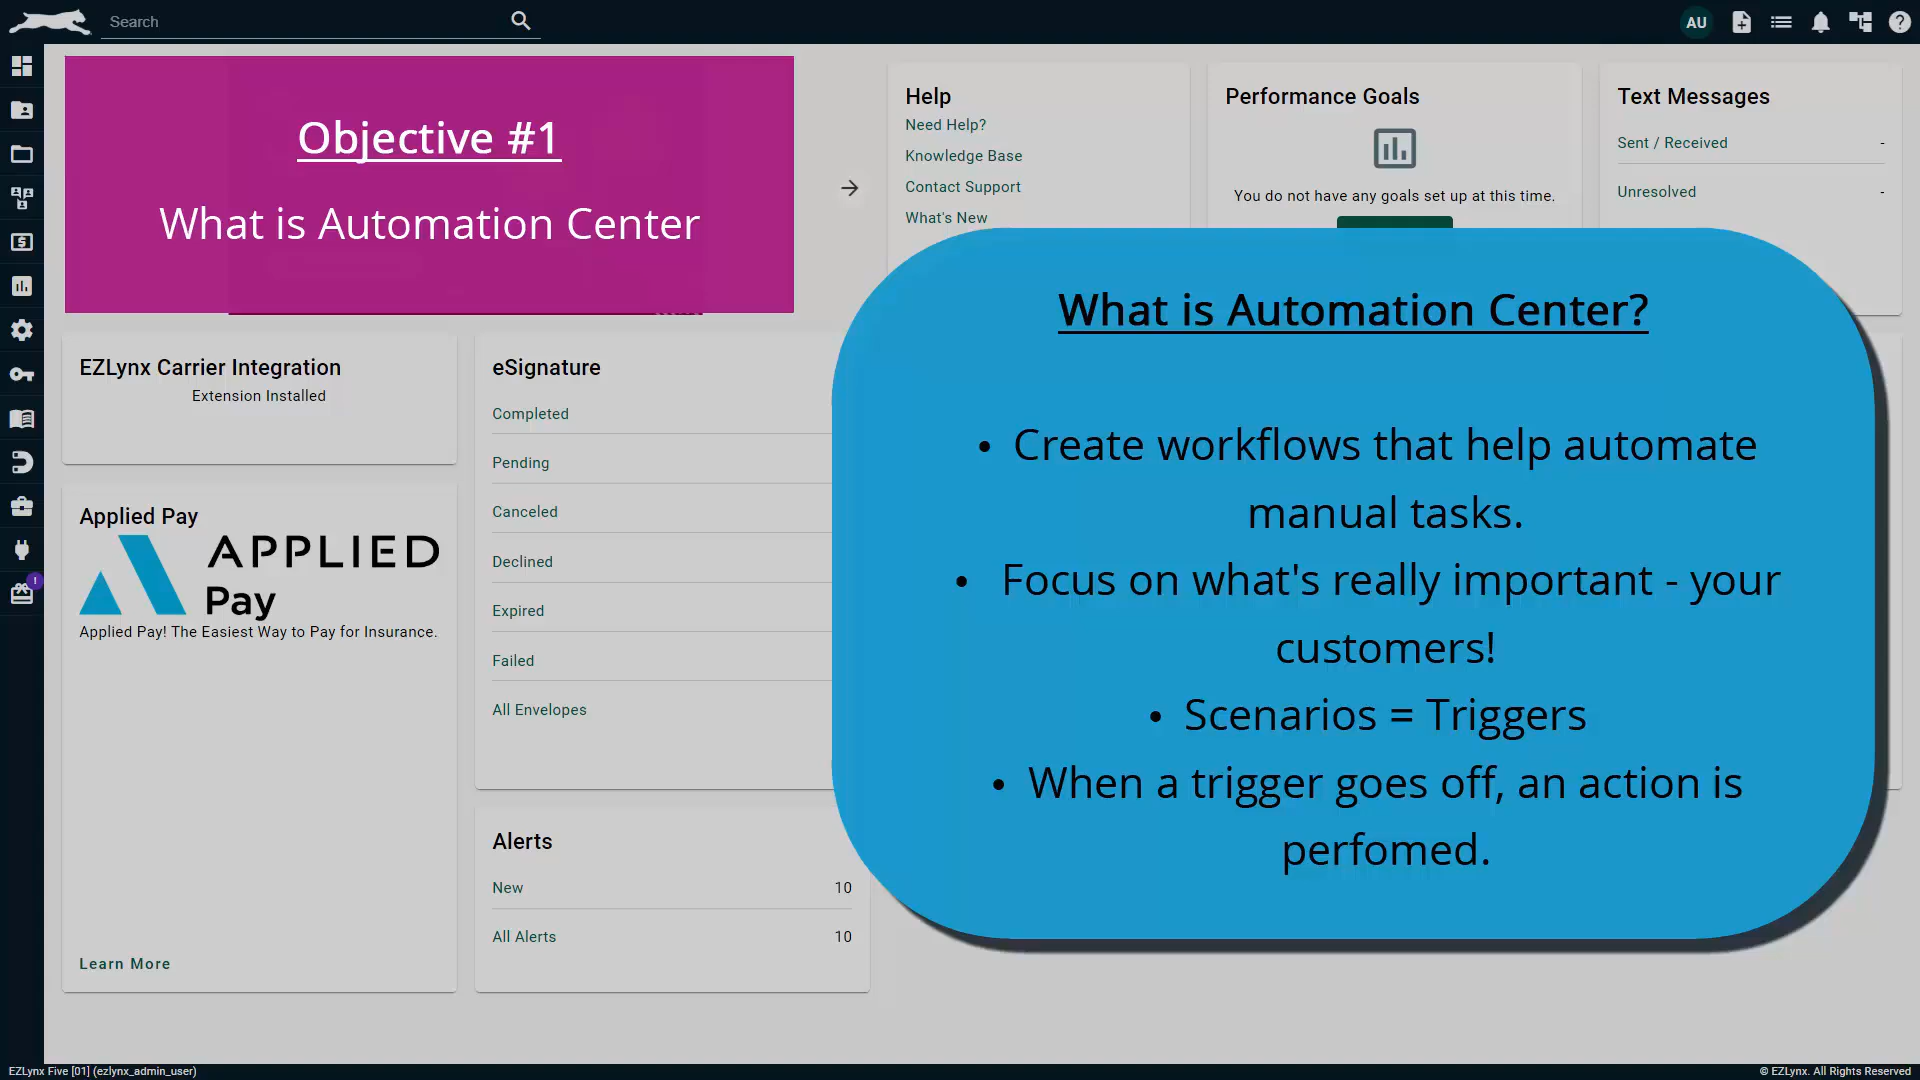 Search
AU
Objective #1
What is Automation Center
Help
Need Help?
Knowledge Base
Contact Support
What's New
Performance Goals
You do not have any goals set up at this time.
Text Messages
Sent / Received -
Unresolved -
What is Automation Center?
• Create workflows that help automate
manual tasks.
• Focus on what's really important - your
customers!
• Scenarios = Triggers
• When a trigger goes off, an action is
perfomed.
EZLynx Carrier Integration
Extension Installed
eSignature
Completed
Pending
Canceled
Declined
Expired
Failed
All Envelopes
1
Applied Pay
APPLIED
Pay
Applied Pay! The Easiest Way to Pay for Insurance.
Learn More
Alerts
New 10
All Alerts 10
EZLynx Five [01] (ezlynx_admin_user)
© EZLynx. All Rights Reserved